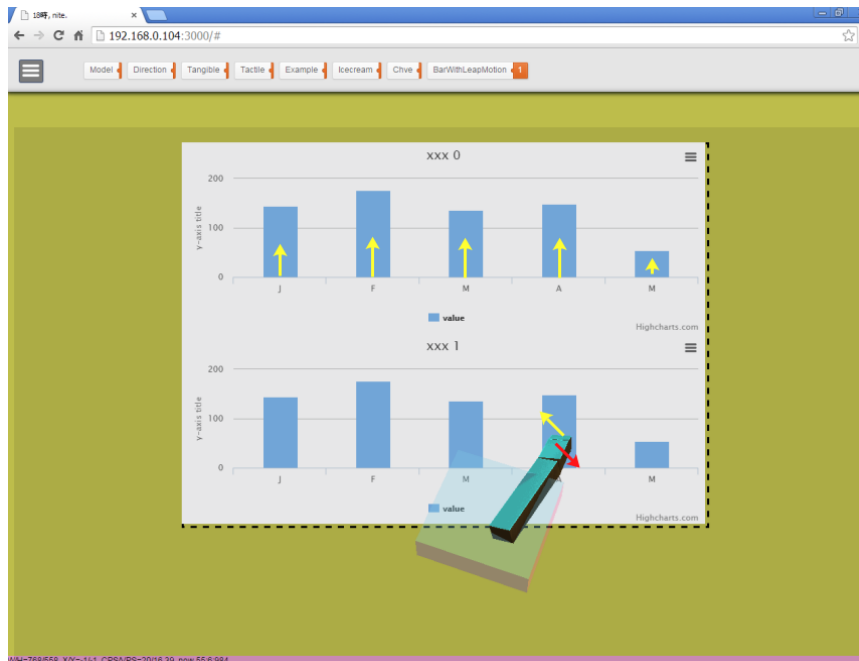 18時, nite.
192.168.0.104:3000/#
Model Direction Tangible Tactile Example Icecream Chve BarWithLeapMotion 1
xxx 0
200
100
0
y-axis title
J F M A M
value
Highcharts.com
xxx 1
200
100
0
y-axis title
J F M M
value
Highcharts.com